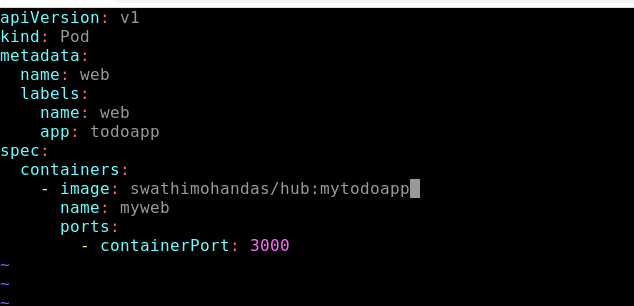 apiVersion: v1
kind: Pod
metadata:
  name: web
  labels:
    name: web
    app: todoapp
spec:
  containers:
    - image: swathimohandas/hub:mytodoapp
      name: myweb
      ports:
        - containerPort: 3000
~
~
~